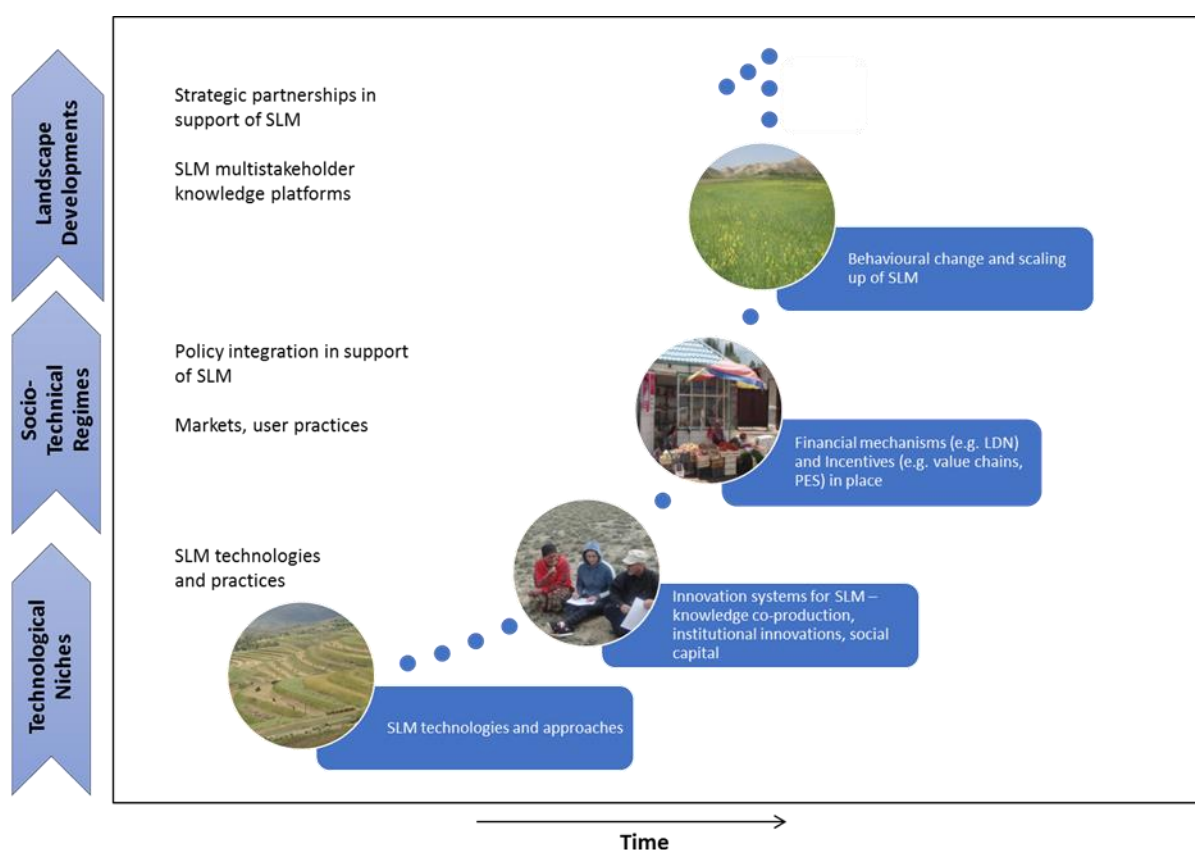 Landscape
Developments
Strategic partnerships in
support of SLM
SLM multistakeholder
knowledge platforms
Behavioural change and scaling
up of SLM
Socio-
Technical
Regimes
Policy integration in support
of SLM
Markets, user practices
Financial mechanisms (e.g. LDN)
and Incentives (e.g. value chains,
PES) in place
Technological
Niches
SLM technologies
and practices
Innovation systems for SLM –
knowledge co-production,
institutional innovations, social
capital
SLM technologies and approaches
Time